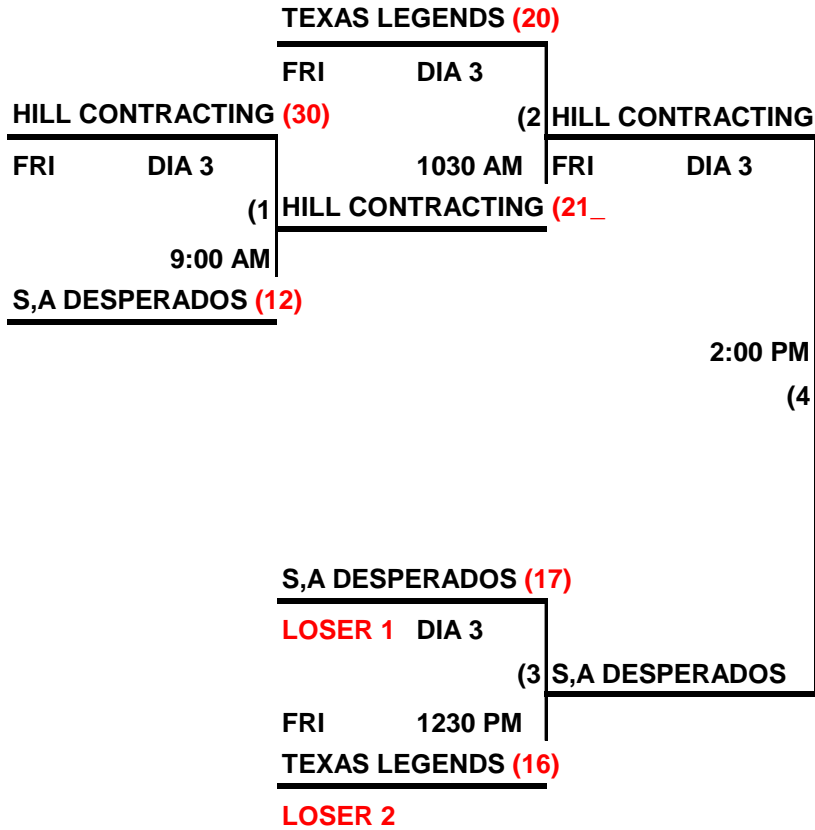 TEXAS LEGENDS (20)
FRI DIA 3
HILL CONTRACTING (30)
(2 HILL CONTRACTING
FRI DIA 3
1030 AM FRI DIA 3
(1 HILL CONTRACTING (21_
9:00 AM
S,A DESPERADOS (12)
2:00 PM
(4
S,A DESPERADOS (17)
LOSER 1 DIA 3
(3 S,A DESPERADOS
FRI 1230 PM
TEXAS LEGENDS (16)
LOSER 2